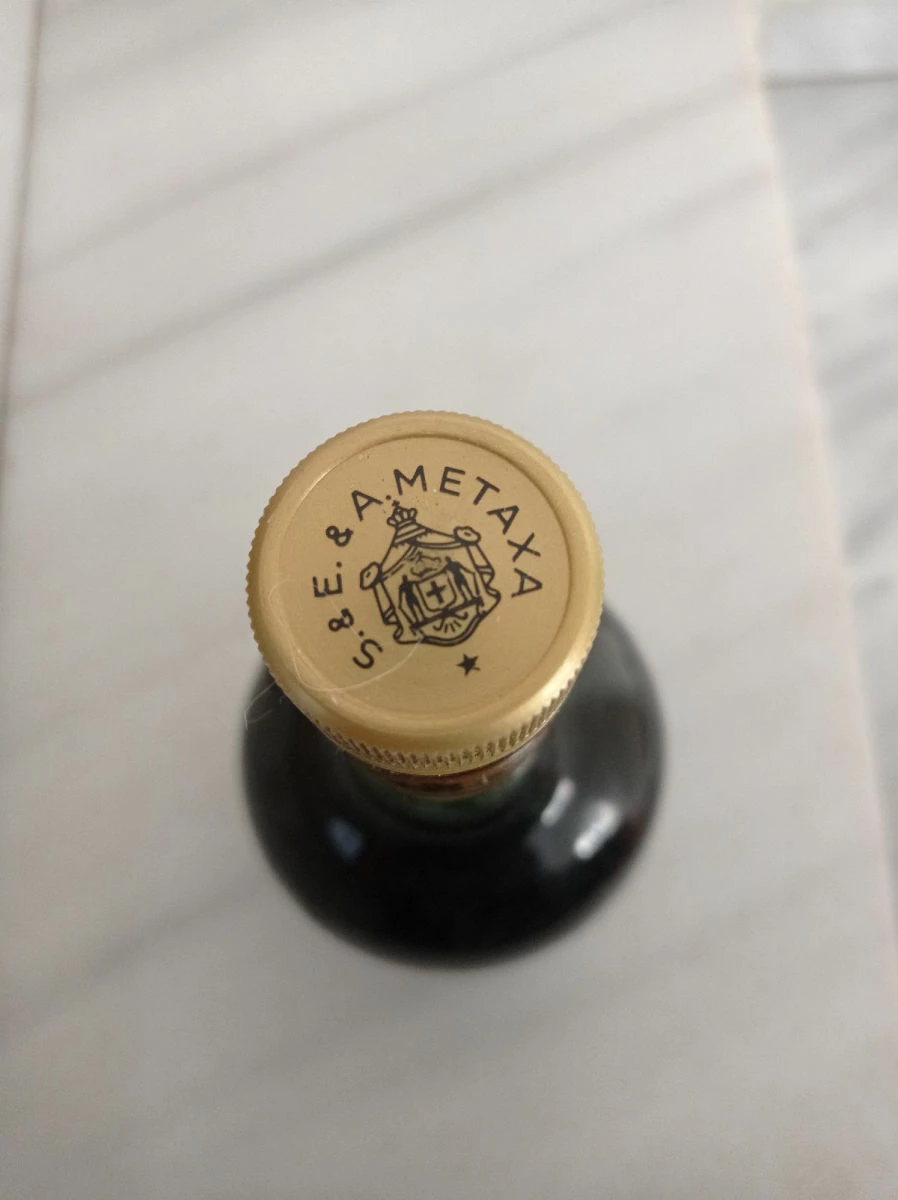 S. & E. & A. METAXA